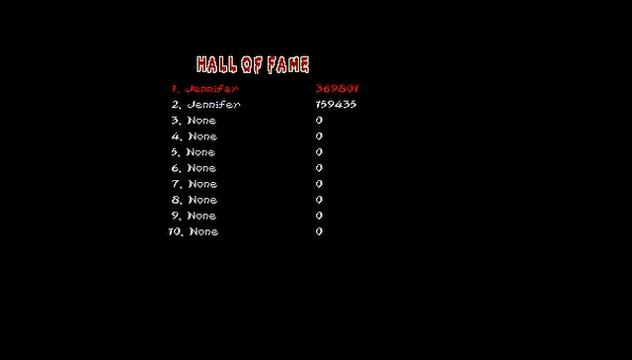 HALL OF FAME
1. Jennifer 369801
2. Jennifer 159435
3. None 0
4. None 0
5. None 0
6. None 0
7. None 0
8. None 0
9. None 0
10. None 0